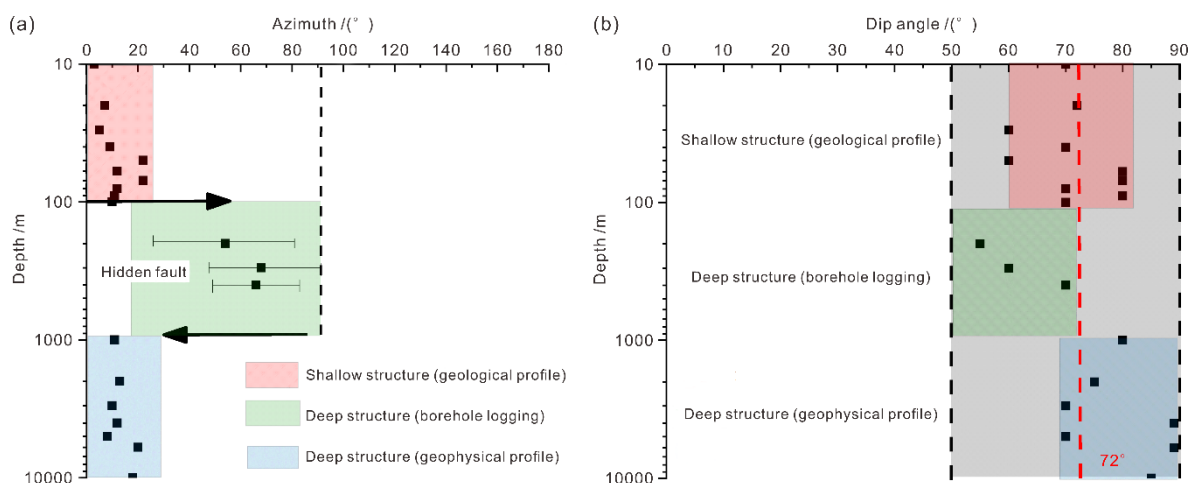 (a)
Azimuth /(° )
0 20 40 60 80 100 120 140 160 180
10
100
1000
10000
Depth /m
Hidden fault
Shallow structure (geological profile)
Deep structure (borehole logging)
Deep structure (geophysical profile)
(b)
Dip angle /(° )
0 10 20 30 40 50 60 70 80 90
10
100
1000
10000
Depth /m
Shallow structure (geological profile)
Deep structure (borehole logging)
Deep structure (geophysical profile)
72°